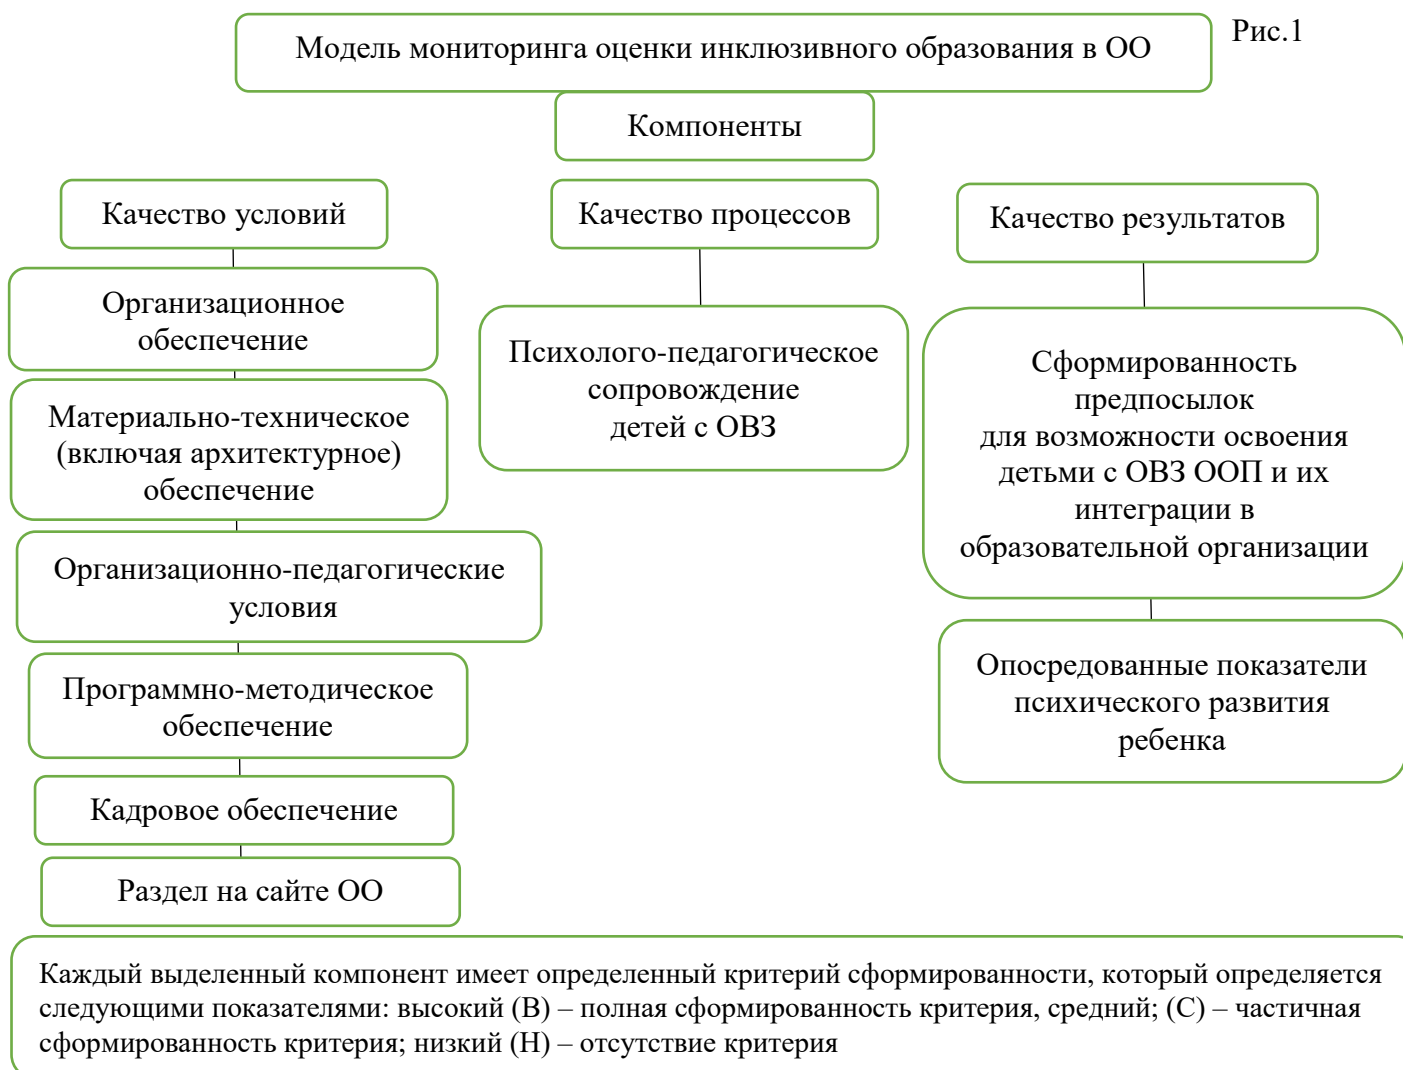 Модель мониторинга оценки инклюзивного образования в ОО
Рис.1
Компоненты
Качество условий
Организационное
обеспечение
Материально-техническое
(включая архитектурное)
обеспечение
Организационно-педагогические
условия
Программно-методическое
обеспечение
Кадровое обеспечение
Раздел на сайте ОО
Качество процессов
Психолого-педагогическое
сопровождение
детей с ОВЗ
Качество результатов
Сформированность
предпосылок
для возможности освоения
детьми с ОВЗ ООП и их
интеграции в
образовательной организации
Опосредованные показатели
психического развития
ребенка
Каждый выделенный компонент имеет определенный критерий сформированности, который определяется
следующими показателями: высокий (В) – полная сформированность критерия, средний; (С) – частичная
сформированность критерия; низкий (Н) – отсутствие критерия